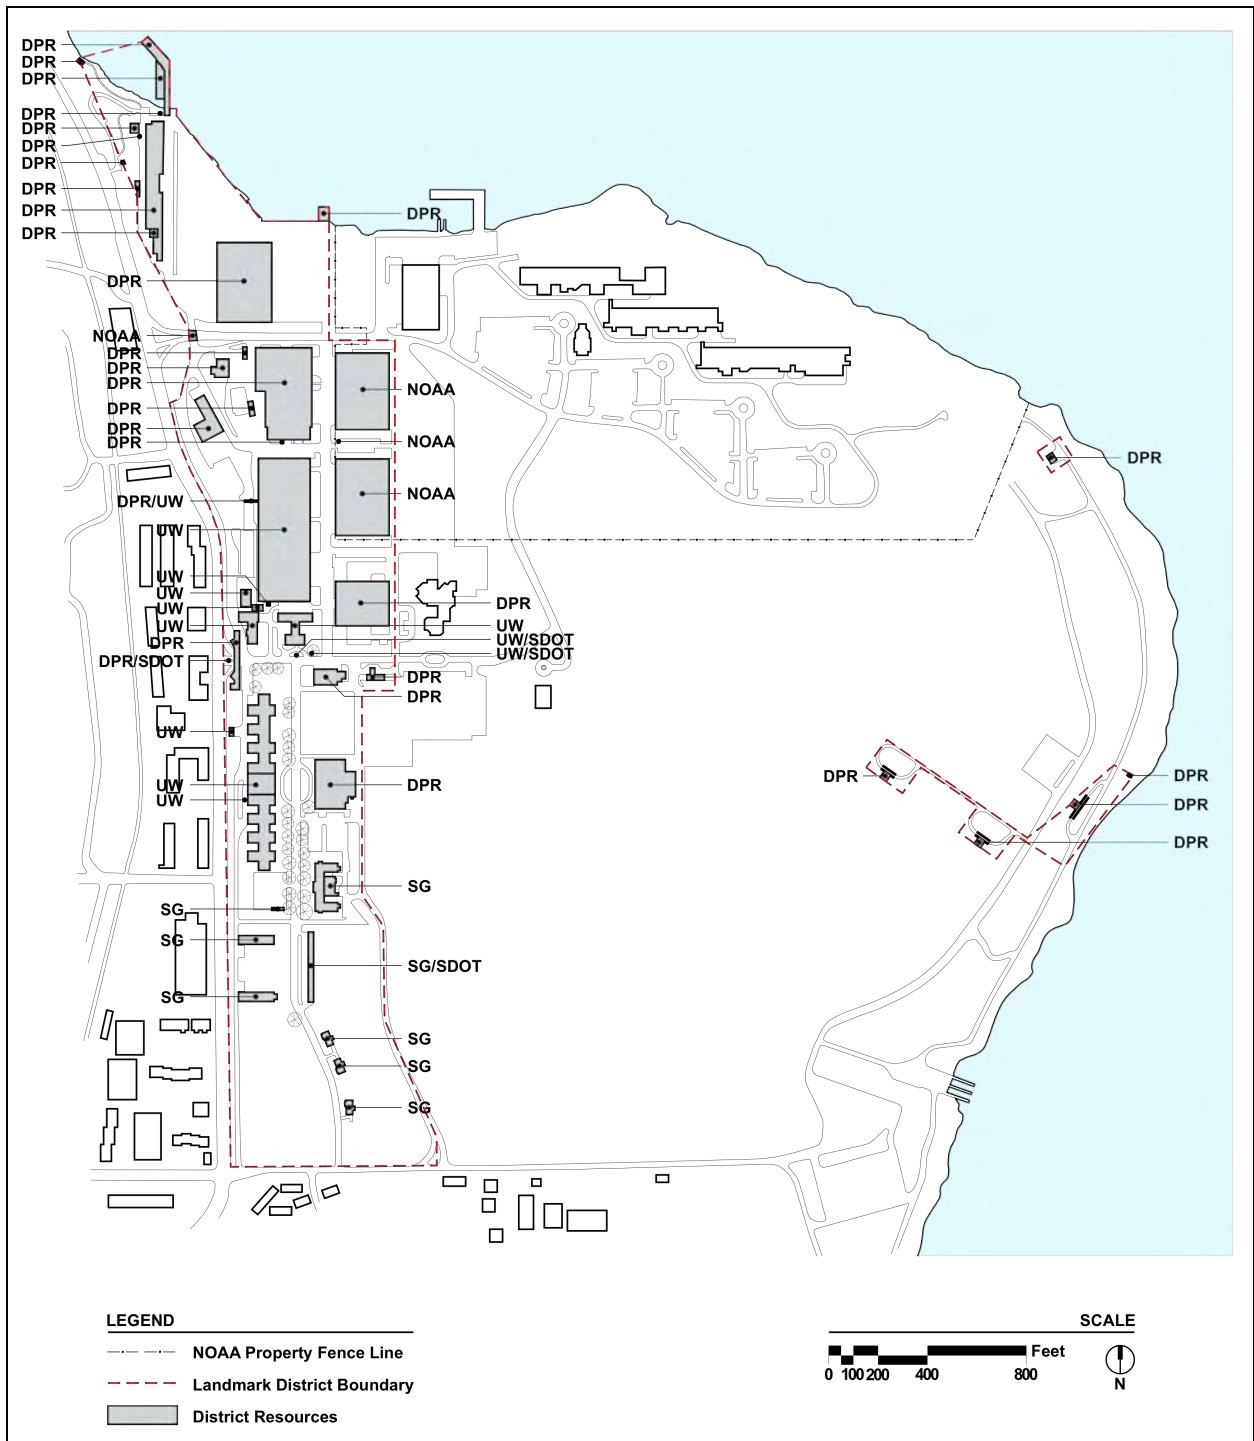 DPR
DPR
DPR
DPR
DPR
DPR
DPR
DPR
DPR
DPR
DPR
DPR
NOAA
DPR
DPR
DPR
NOAA
DPR
DPR
DPR
NOAA
DPR
NOAA
DPR/UW
UW
UW
UW
DPR
UW
UW
UW
DPR
UW/SDOT
UW/SDOT
DPR/SDOT
DPR
DPR
UW
DPR
DPR
UW
DPR
UW
DPR
DPR
SG
SG
SG
SG/SDOT
SG
SG
SG
SG
LEGEND
NOAA Property Fence Line
Landmark District Boundary
District Resources
SCALE
Feet
0 100 200 400 800
N